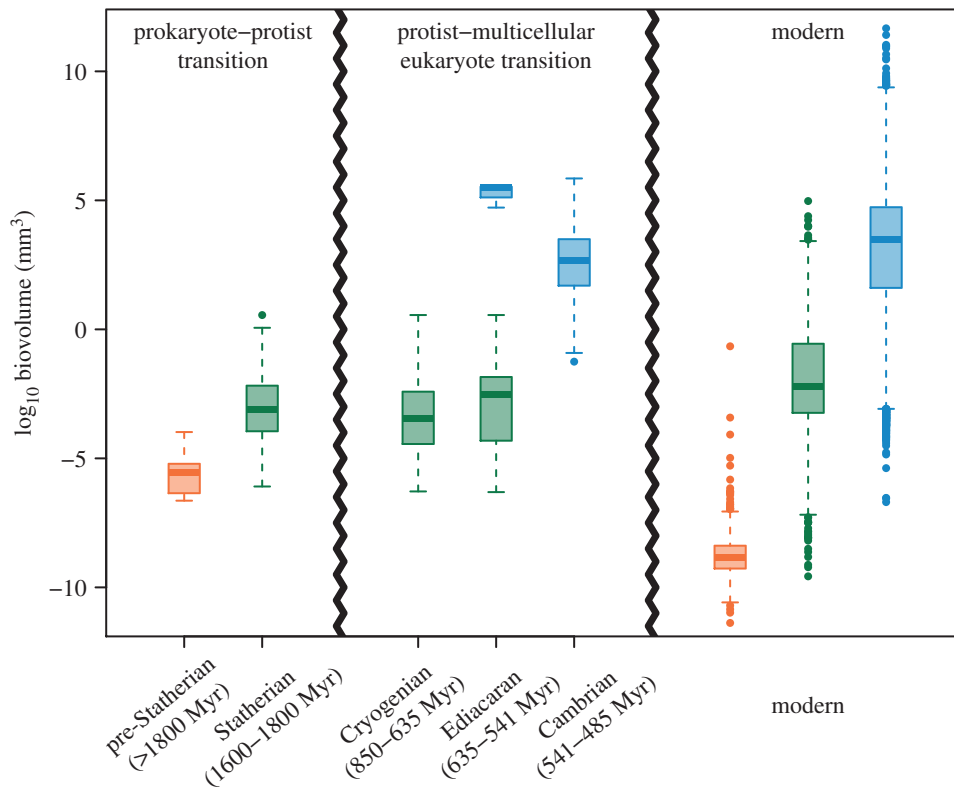 prokaryote–protist
transition
protist–multicellular
eukaryote transition
modern
10
5
0
−5
−10
log10 biovolume (mm3)
pre-Statherian
(>1800 Myr)
Statherian
(1600–1800 Myr)
Cryogenian
(850–635 Myr)
Ediacaran
(635–541 Myr)
Cambrian
(541–485 Myr)
modern